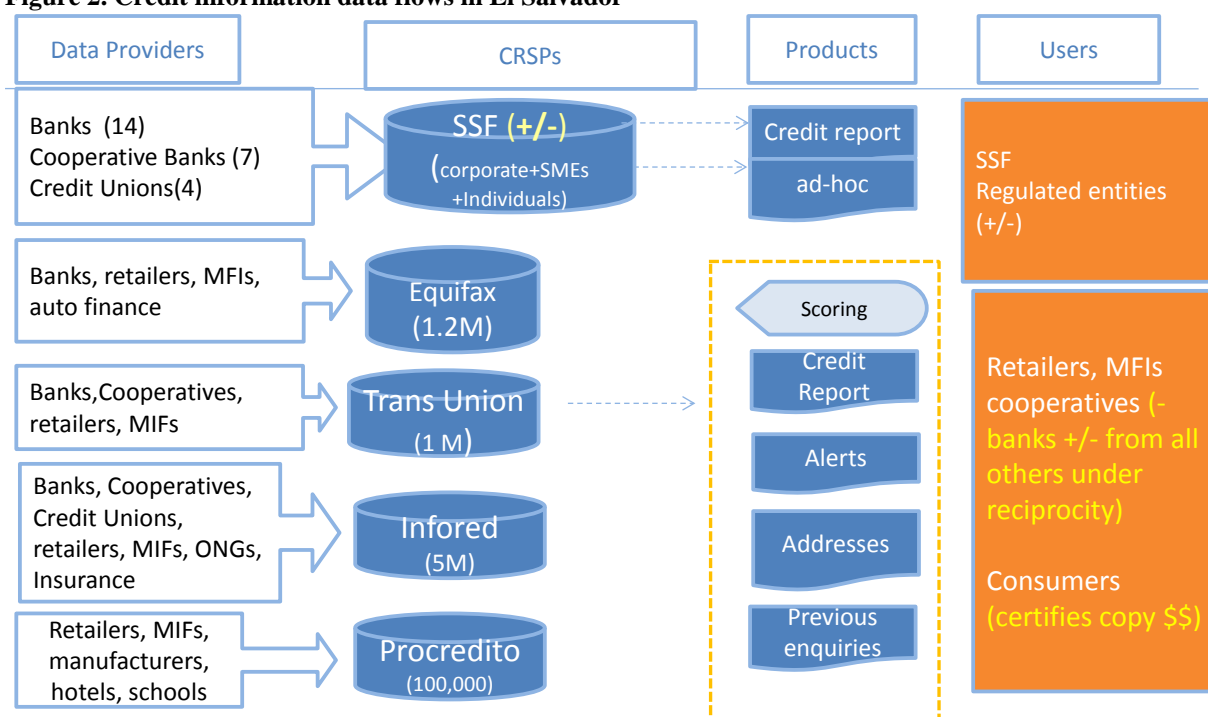 Figure 2. Credit information data flows in El Salvador
Data Providers
CRSPs
Products
Users
Banks (14)
Cooperative Banks (7)
Credit Unions(4)
SSF (+/-)
(corporate+SMEs
+Individuals)
Credit report
ad-hoc
SSF
Regulated entities
(+/-)
Banks, retailers, MFIs,
auto finance
Equifax
(1.2M)
Banks,Cooperatives,
retailers, MIFs
Trans Union
(1 M)
Banks, Cooperatives,
Credit Unions,
retailers, MIFs, ONGs,
Insurance
Infored
(5M)
Retailers, MIFs,
manufacturers,
hotels, schools
Procredito
(100,000)
Scoring
Credit
Report
Alerts
Addresses
Previous
enquiries
Retailers, MFIs
cooperatives (-
banks +/- from all
others under
reciprocity)
Consumers
(certifies copy $$)